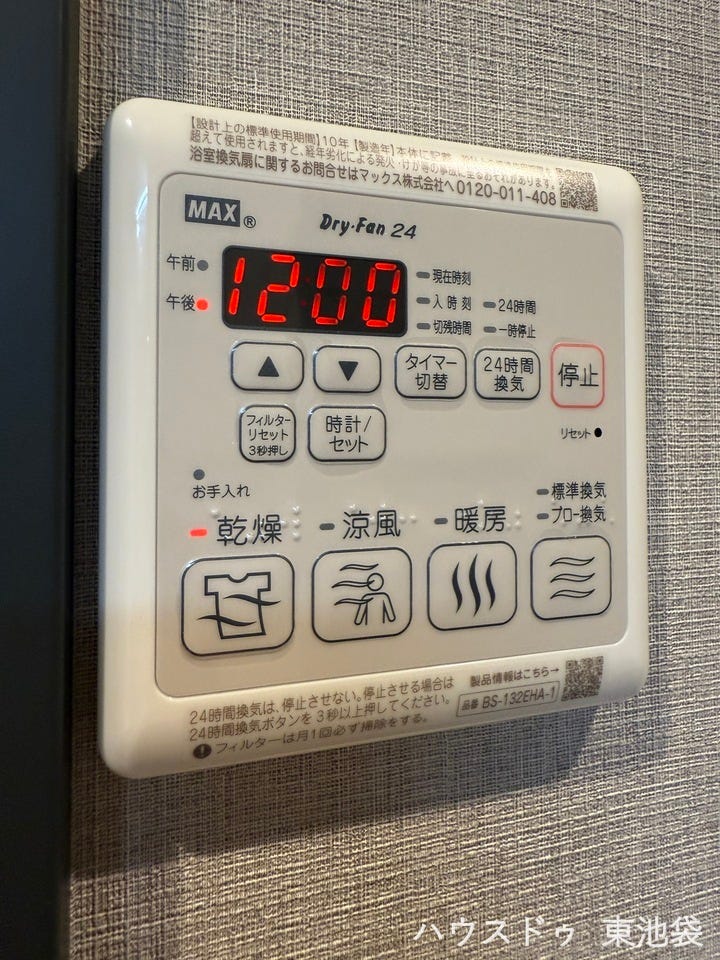 【設計上の標準使用期間】10年 【製造年】本体に記載
超えて使用されますと、経年劣化による発火・けが等の事故に至るおそれがあります。
浴室換気扇に関するお問合せはマックス株式会社へ 0120-011-408
MAX®
Dry・Fan 24
午前
午後
1200
現在時刻
入時刻 24時間
切残時間 一時停止
▲ ▼ タイマー切替 24時間換気 停止
フィルターリセット3秒押し 時計/セット
リセット
お手入れ
乾燥 涼風 暖房 標準換気
プロー換気
24時間換気は、停止させない。停止させる場合は
24時間換気ボタンを3秒以上押してください。
フィルターは月1回必ず掃除をする。
製品情報はこちら→
品番 BS-132EHA-1
ハウスドゥ 東池袋